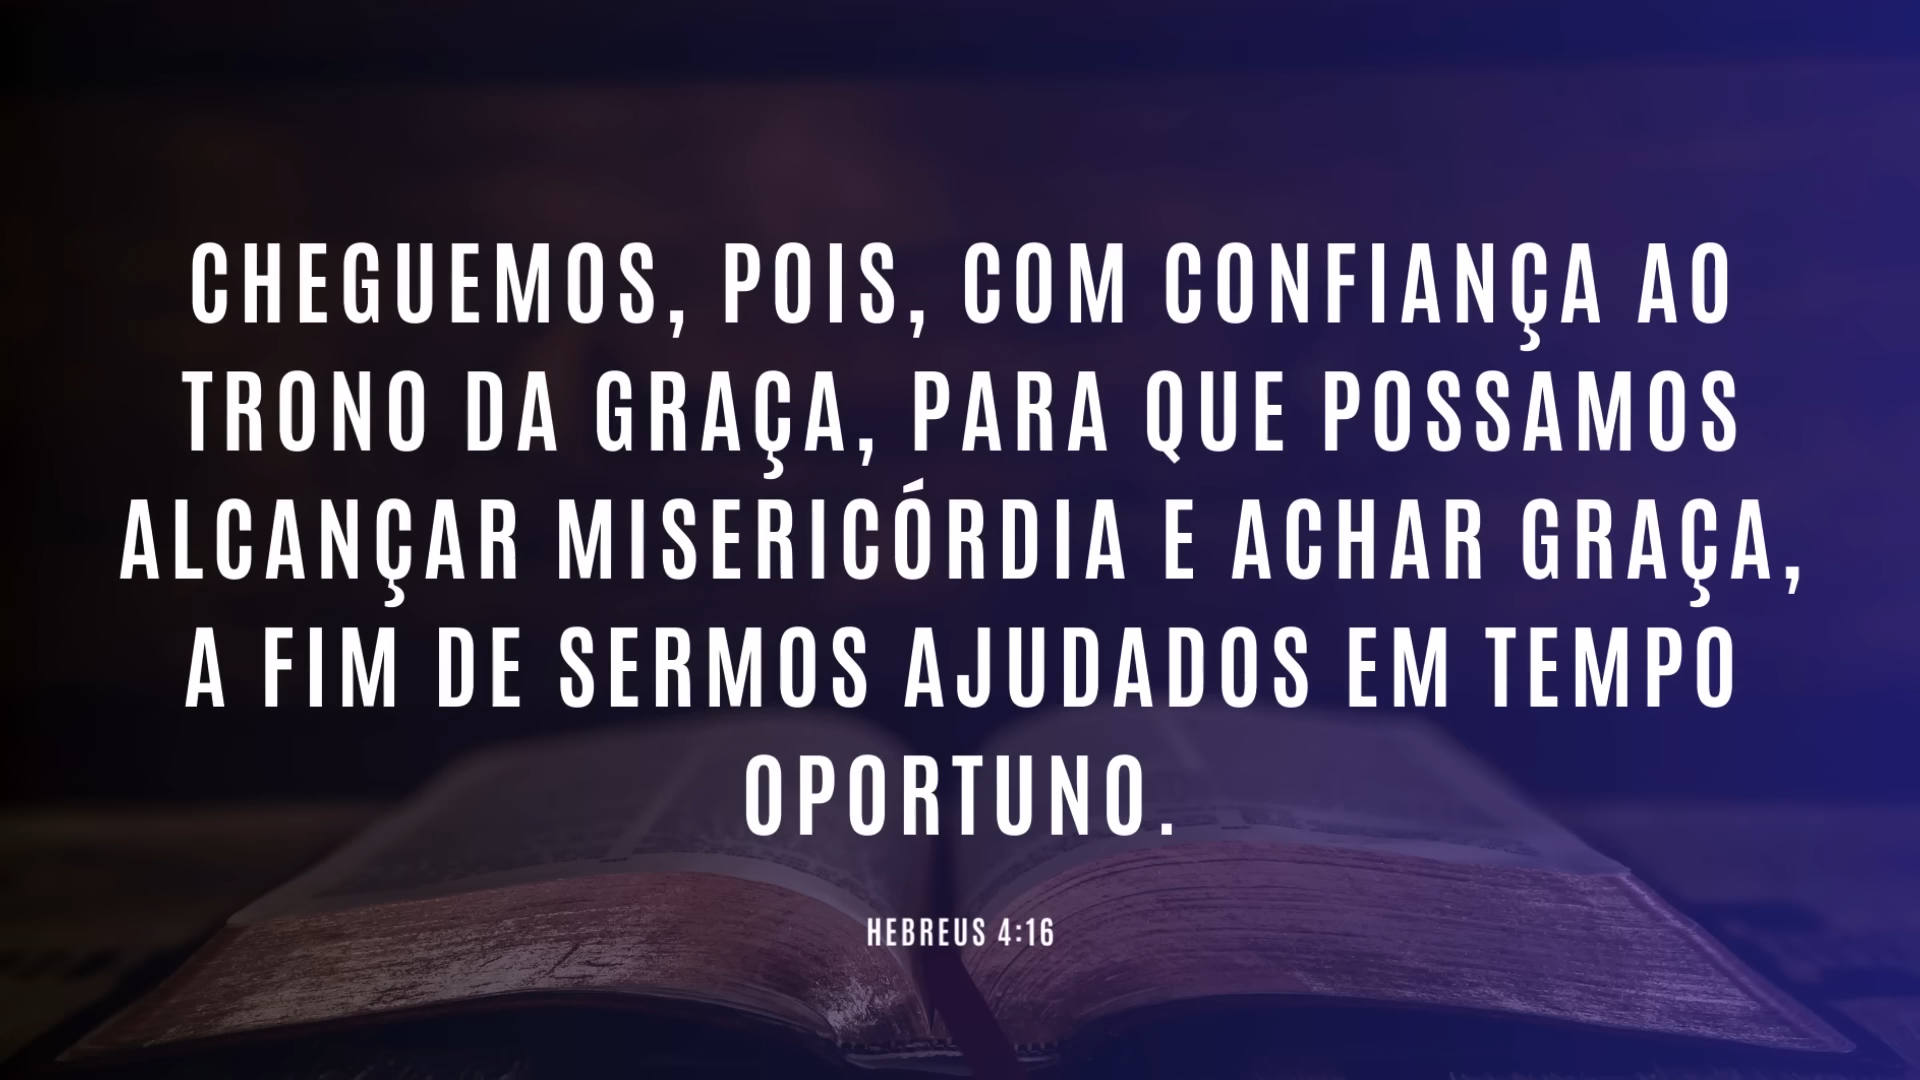 CHEGUEMOS, POIS, COM CONFIANÇA AO
TRONO DA GRAÇA, PARA QUE POSSAMOS
ALCANÇAR MISERICÓRDIA E ACHAR GRAÇA,
A FIM DE SERMOS AJUDADOS EM TEMPO
OPORTUNO.
HEBREUS 4:16